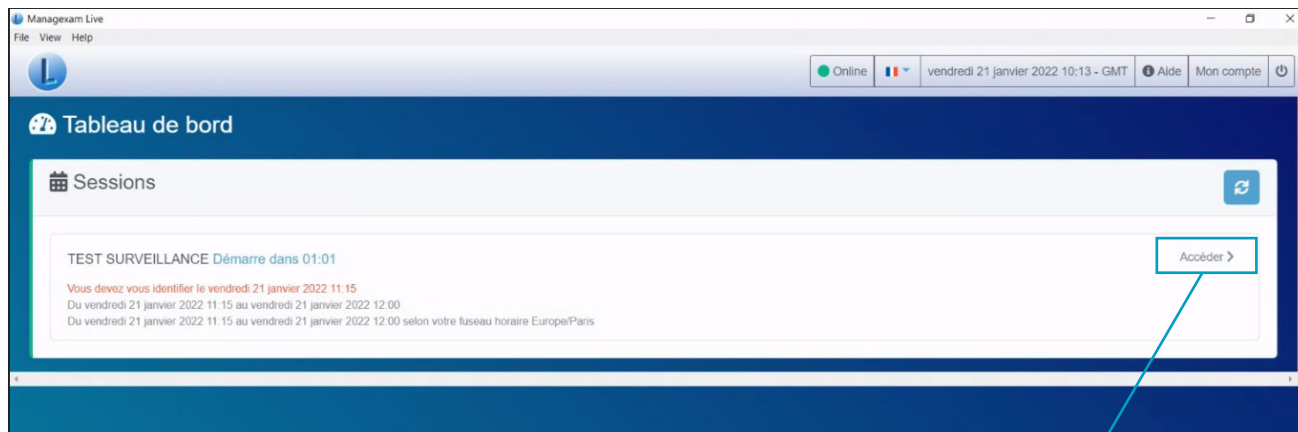 Managexam Live
File View Help
L
Online vendredi 21 janvier 2022 10:13 - GMT Aide Mon compte
Tableau de bord
Sessions
TEST SURVEILLANCE Démarre dans 01:01
Accéder
Vous devez vous identifier le vendredi 21 janvier 2022 11:15
Du vendredi 21 janvier 2022 11:15 au vendredi 21 janvier 2022 12:00
Du vendredi 21 janvier 2022 11:15 au vendredi 21 janvier 2022 12:00 selon votre fuseau horaire Europe/Paris